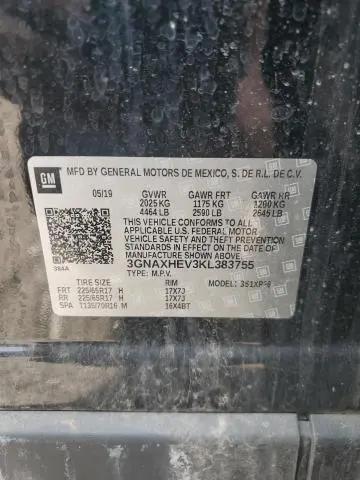 GM
MFD BY GENERAL MOTORS DE MEXICO, S. DE R.L. DE C.V.
05/19 GVWR GAWR FRT GAWR RR
2025 KG 1175 KG 1200 KG
4464 LB 2590 LB 2645 LB
THIS VEHICLE CONFORMS TO ALL
APPLICABLE U.S. FEDERAL MOTOR
VEHICLE SAFETY, BUMPER, AND THEFT
PREVENTION STANDARDS IN EFFECT ON THE
DATE OF MANUFACTURE SHOWN ABOVE.
3GNAXHEV3KL383755
384A TYPE: M.P.V.
TIRE SIZE RIM MODEL:
FRT 225/65R17 H 17X7J
RR 225/65R17 H 17X7J
SPA T135/70R16 M 16X4BT